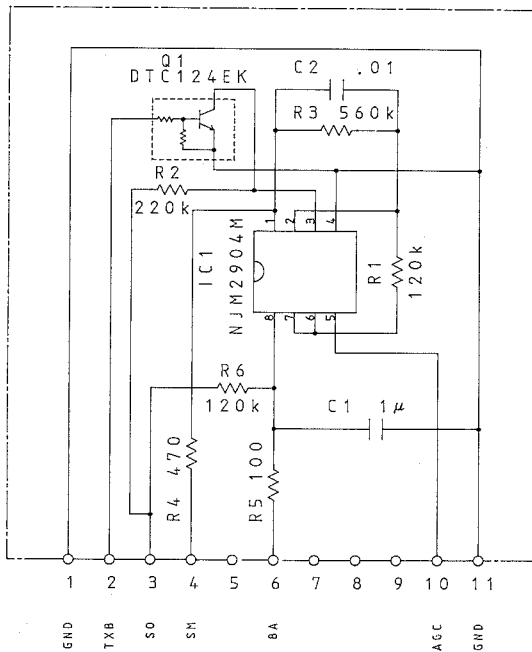 Q1
DTC124EK
C2 .01
R3 560k
R2
220k
1 2 3 4
IC1
NJM2904M
R1
120k
8 7 6 5
R6
120k
C1 1μ
R4 470
R5 100
1 2 3 4 5 6 7 8 9 10 11
GND
TXB
SO
SM
8A
AGC
GND